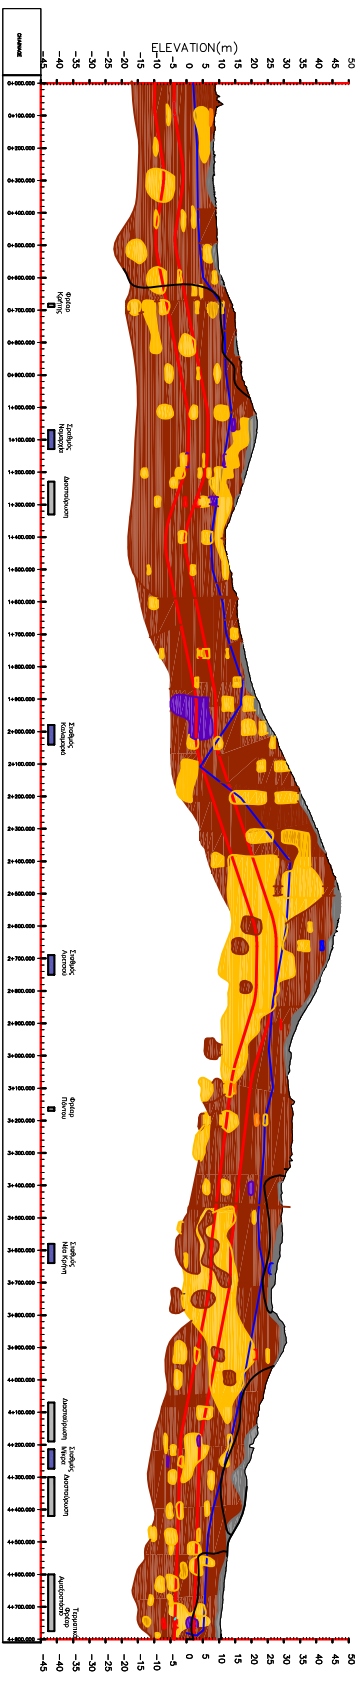 CHAINAGE
ELEVATION(m)
-45 -40 -35 -30 -25 -20 -15 -10 -5 0 5 10 15 20 25 30 35 40 45 50
0+000.000
0+100.000
0+200.000
0+300.000
0+400.000
0+500.000
0+600.000
0+700.000
0+800.000
0+900.000
1+000.000
1+100.000
1+200.000
1+300.000
1+400.000
1+500.000
1+600.000
1+700.000
1+800.000
1+900.000
2+000.000
2+100.000
2+200.000
2+300.000
2+400.000
2+500.000
2+600.000
2+700.000
2+800.000
2+900.000
3+000.000
3+100.000
3+200.000
3+300.000
3+400.000
3+500.000
3+600.000
3+700.000
3+800.000
3+900.000
4+000.000
4+100.000
4+200.000
4+300.000
4+400.000
4+500.000
4+600.000
4+700.000
4+800.000
Φρέαρ
Κρήτης
Σταθμός
Νομαρχία
Διασταύρωση
Σταθμός
Καλαμαριά
Σταθμός
Αρετσού
Φρέαρ
Πόντου
Σταθμός
Νέα Κρήνη
Διασταύρωση
Σταθμός
Μίκρα
Διασταύρωση
Τερματικό
Φρέαρ
-45 -40 -35 -30 -25 -20 -15 -10 -5 0 5 10 15 20 25 30 35 40 45 50